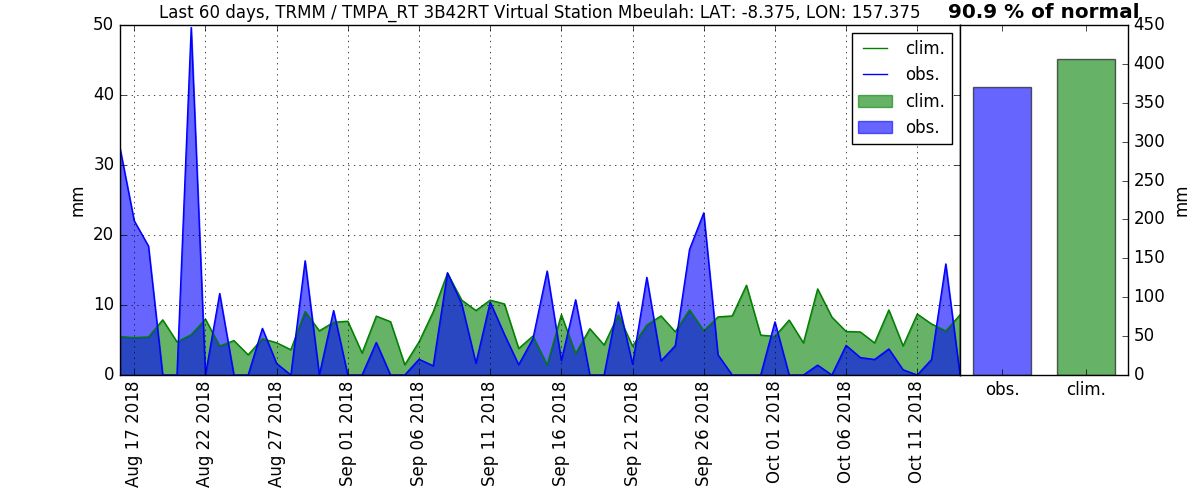 Last 60 days, TRMM / TMPA_RT 3B42RT Virtual Station Mbeulah: LAT: -8.375, LON: 157.375
90.9 % of normal
50
40
30
20
10
0
mm
clim.
obs.
clim.
obs.
Aug 17 2018
Aug 22 2018
Aug 27 2018
Sep 01 2018
Sep 06 2018
Sep 11 2018
Sep 16 2018
Sep 21 2018
Sep 26 2018
Oct 01 2018
Oct 06 2018
Oct 11 2018
obs.
clim.
450
400
350
300
250
200
150
100
50
0
mm